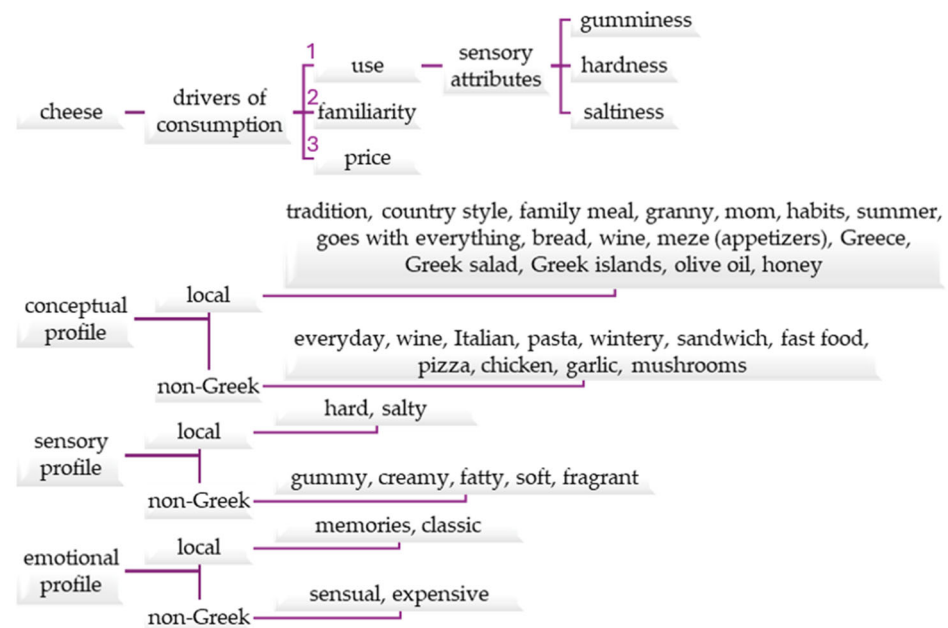 cheese
drivers of
consumption
1
use
2
familiarity
3
price
sensory
attributes
gumminess
hardness
saltiness
conceptual
profile
local
tradition, country style, family meal, granny, mom, habits, summer,
goes with everything, bread, wine, meze (appetizers), Greece,
Greek salad, Greek islands, olive oil, honey
non-Greek
everyday, wine, Italian, pasta, wintery, sandwich, fast food,
pizza, chicken, garlic, mushrooms
sensory
profile
local
hard, salty
non-Greek
gummy, creamy, fatty, soft, fragrant
emotional
profile
local
memories, classic
non-Greek
sensual, expensive